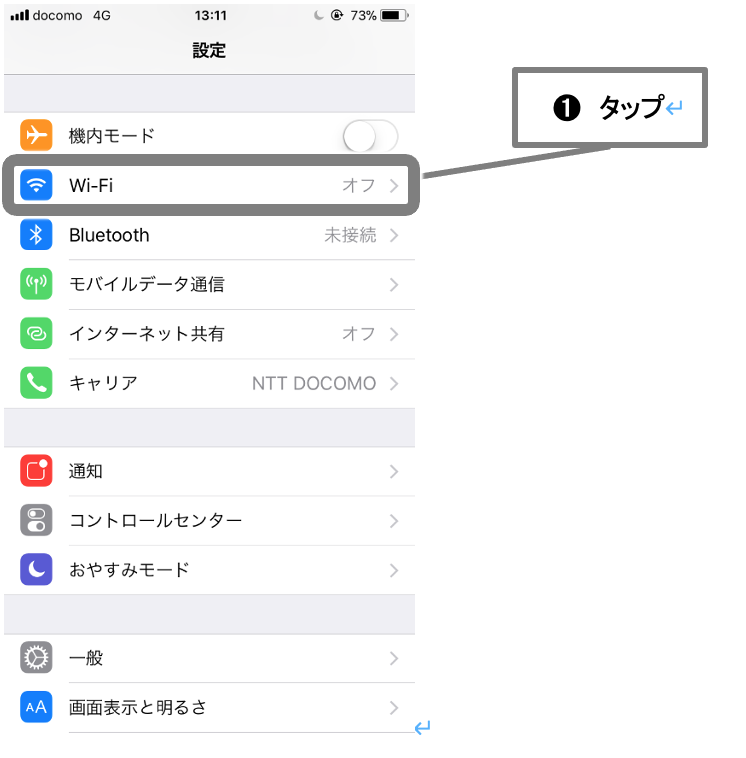 docomo 4G 13:11 73%
設定
❶ タップ↵
機内モード
Wi-Fi オフ
Bluetooth 未接続
モバイルデータ通信
インターネット共有 オフ
キャリア NTT DOCOMO
通知
コントロールセンター
おやすみモード
一般
AA 画面表示と明るさ
↵